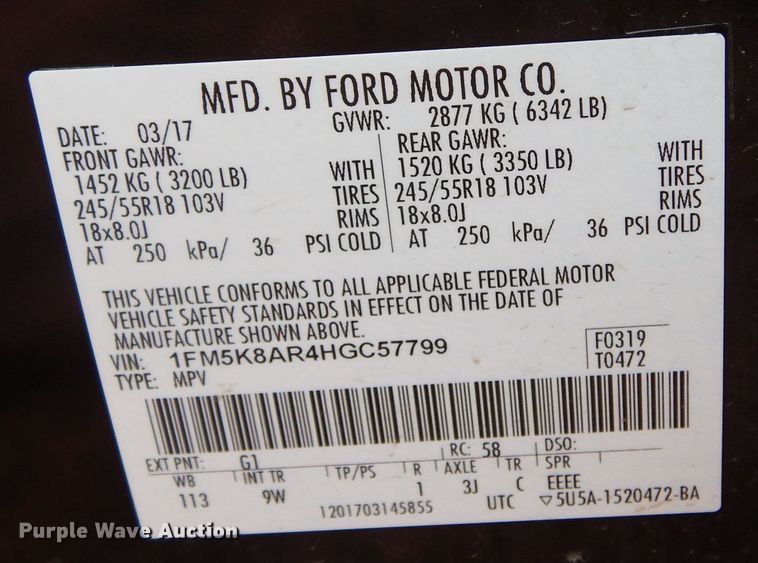 MFD. BY FORD MOTOR CO.
DATE: 03/17 GVWR: 2877 KG ( 6342 LB)
FRONT GAWR: REAR GAWR:
1452 KG ( 3200 LB) WITH 1520 KG ( 3350 LB) WITH
245/55R18 103V TIRES 245/55R18 103V TIRES
18x8.0J RIMS 18x8.0J RIMS
AT 250 kPa/ 36 PSI COLD AT 250 kPa/ 36 PSI COLD
THIS VEHICLE CONFORMS TO ALL APPLICABLE FEDERAL MOTOR
VEHICLE SAFETY STANDARDS IN EFFECT ON THE DATE OF
MANUFACTURE SHOWN ABOVE.
VIN: 1FM5K8AR4HGC57799 F0319
TYPE: MPV T0472
EXT PNT: G1 RC: 58 DSO:
WB INT TR TP/PS R AXLE TR SPR
113 9W 1 3J C EEEE
1201703145855 UTC ▽5U5A-1520472-BA
Purple Wave Auction